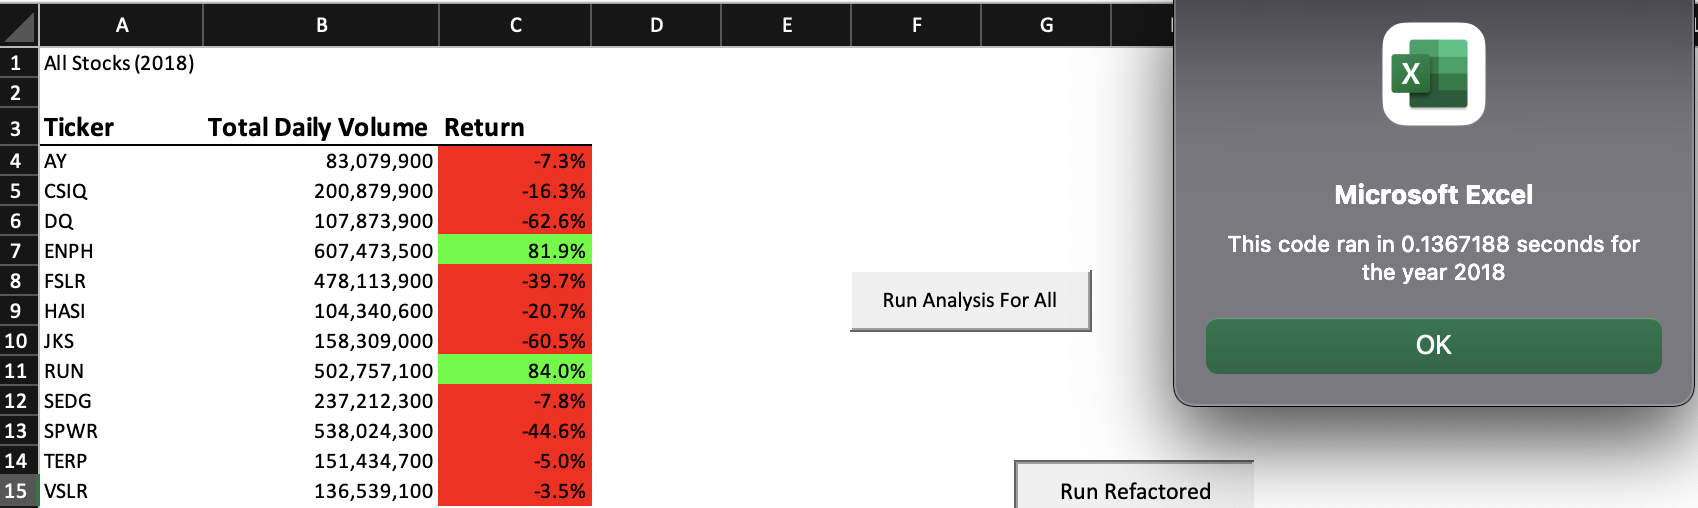 A B C D E F G
1 All Stocks (2018)
2
3 Ticker Total Daily Volume Return
4 AY 83,079,900 -7.3%
5 CSIQ 200,879,900 -16.3%
6 DQ 107,873,900 -62.6%
7 ENPH 607,473,500 81.9%
8 FSLR 478,113,900 -39.7%
9 HASI 104,340,600 -20.7%
10 JKS 158,309,000 -60.5%
11 RUN 502,757,100 84.0%
12 SEDG 237,212,300 -7.8%
13 SPWR 538,024,300 -44.6%
14 TERP 151,434,700 -5.0%
15 VSLR 136,539,100 -3.5%
Run Analysis For All
Run Refactored
X
Microsoft Excel
This code ran in 0.1367188 seconds for
the year 2018
OK